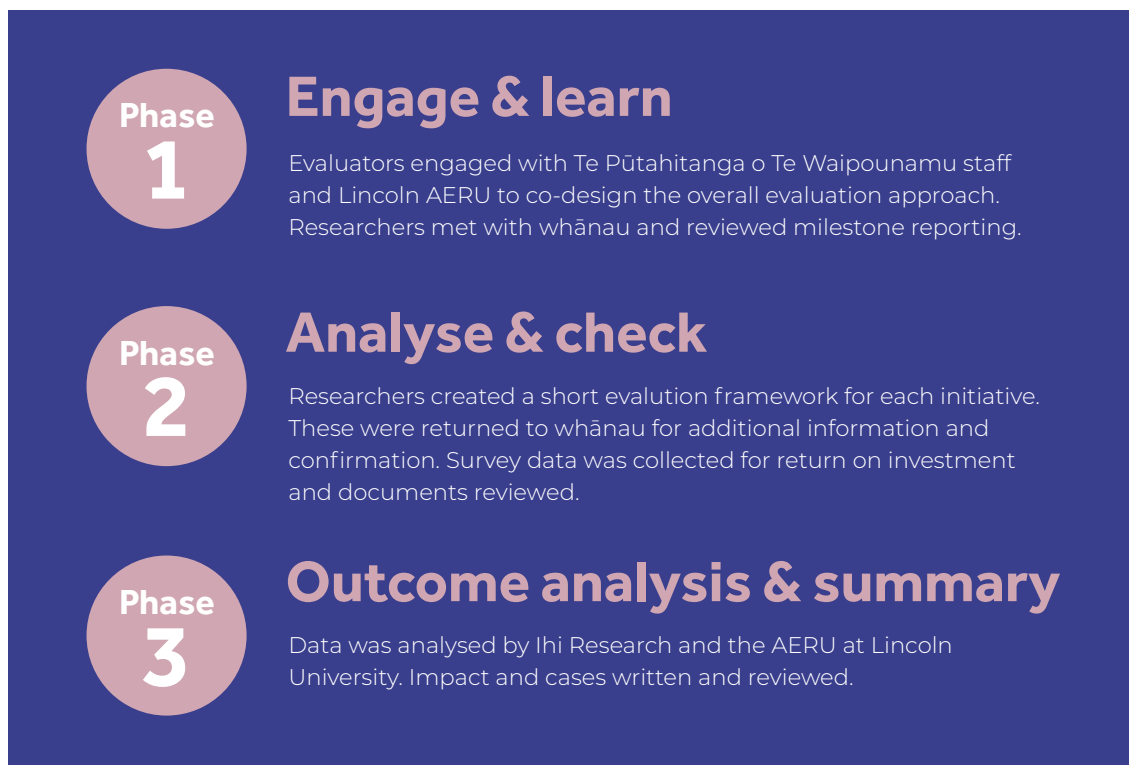 Phase
1
Engage & learn
Evaluators engaged with Te Pūtahitanga o Te Waipounamu staff
and Lincoln AERU to co-design the overall evaluation approach.
Researchers met with whānau and reviewed milestone reporting.
Phase
2
Analyse & check
Researchers created a short evalution framework for each initiative.
These were returned to whānau for additional information and
confirmation. Survey data was collected for return on investment
and documents reviewed.
Phase
3
Outcome analysis & summary
Data was analysed by Ihi Research and the AERU at Lincoln
University. Impact and cases written and reviewed.